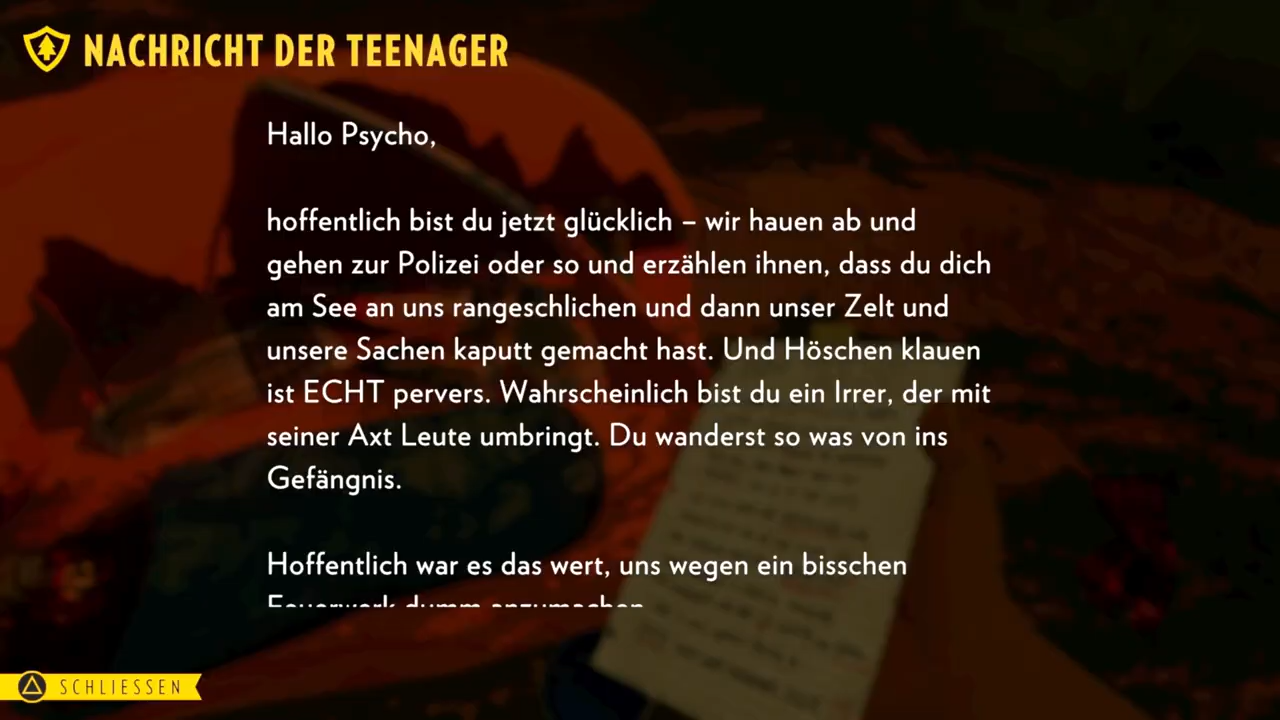 NACHRICHT DER TEENAGER
Hallo Psycho,
hoffentlich bist du jetzt glücklich – wir hauen ab und
gehen zur Polizei oder so und erzählen ihnen, dass du dich
am See an uns rangeschlichen und dann unser Zelt und
unsere Sachen kaputt gemacht hast. Und Höschen klauen
ist ECHT pervers. Wahrscheinlich bist du ein Irrer, der mit
seiner Axt Leute umbringt. Du wanderst so was von ins
Gefängnis.
Hoffentlich war es das wert, uns wegen ein bisschen
Feuerwerk dumm anzumachen.
SCHLIESSEN